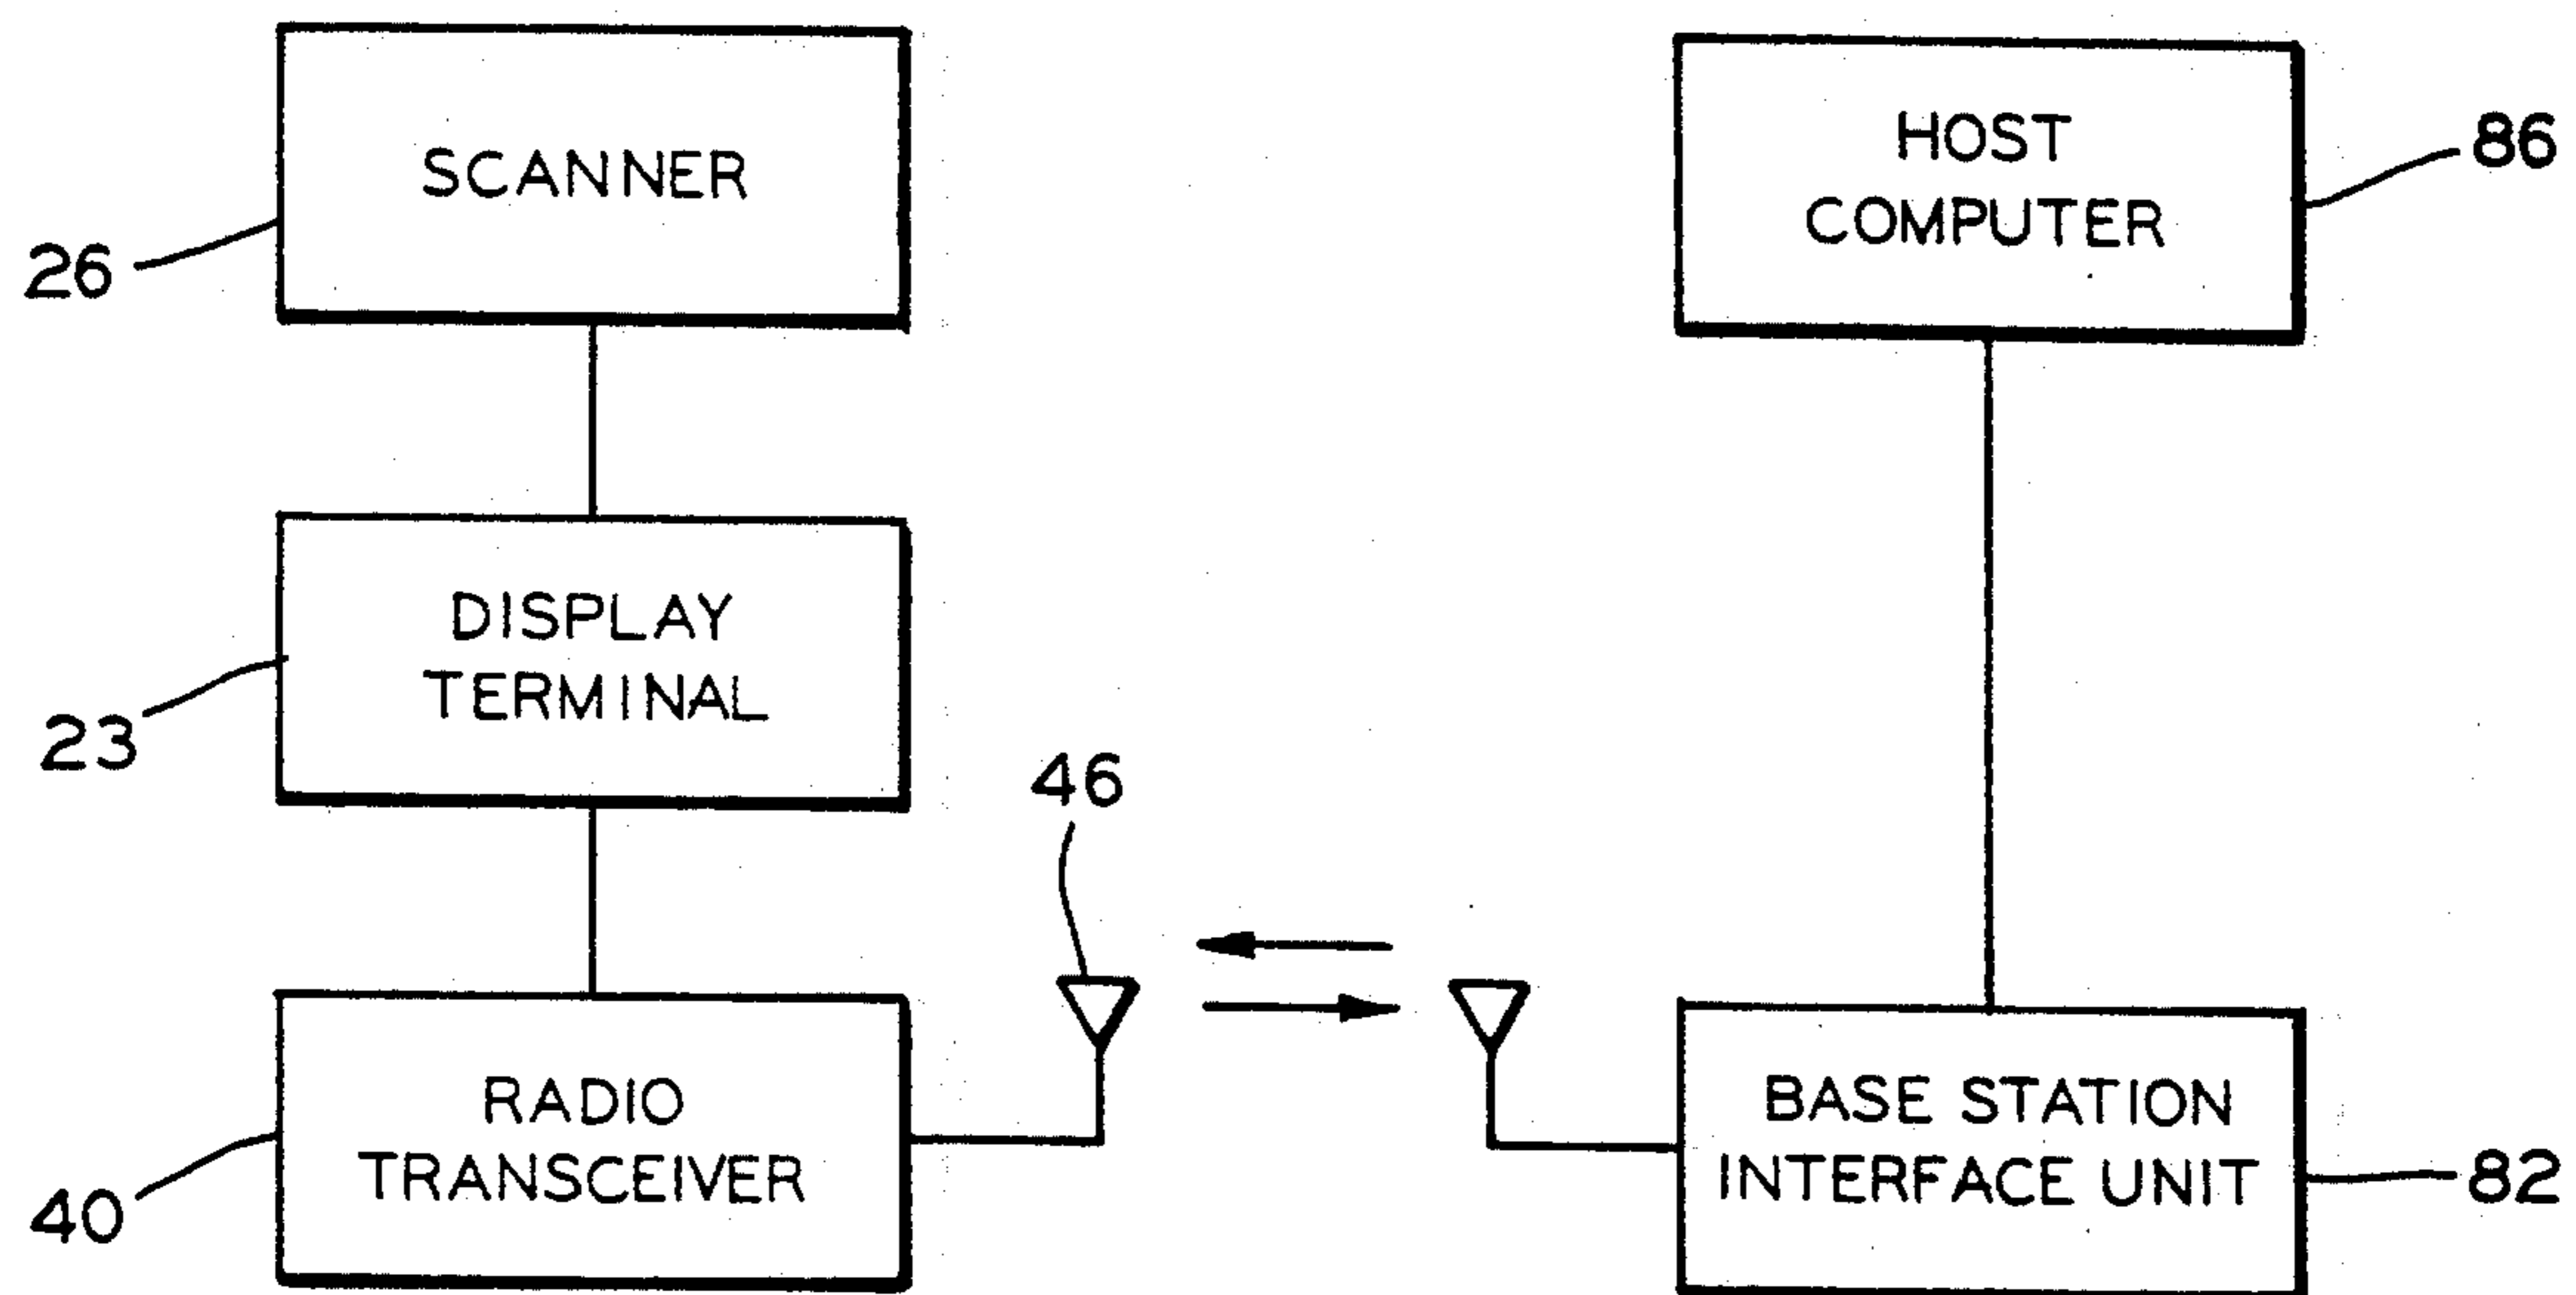 SCANNER
26
DISPLAY
TERMINAL
23
RADIO
TRANSCEIVER
40
46
HOST
COMPUTER
86
BASE STATION
INTERFACE UNIT
82